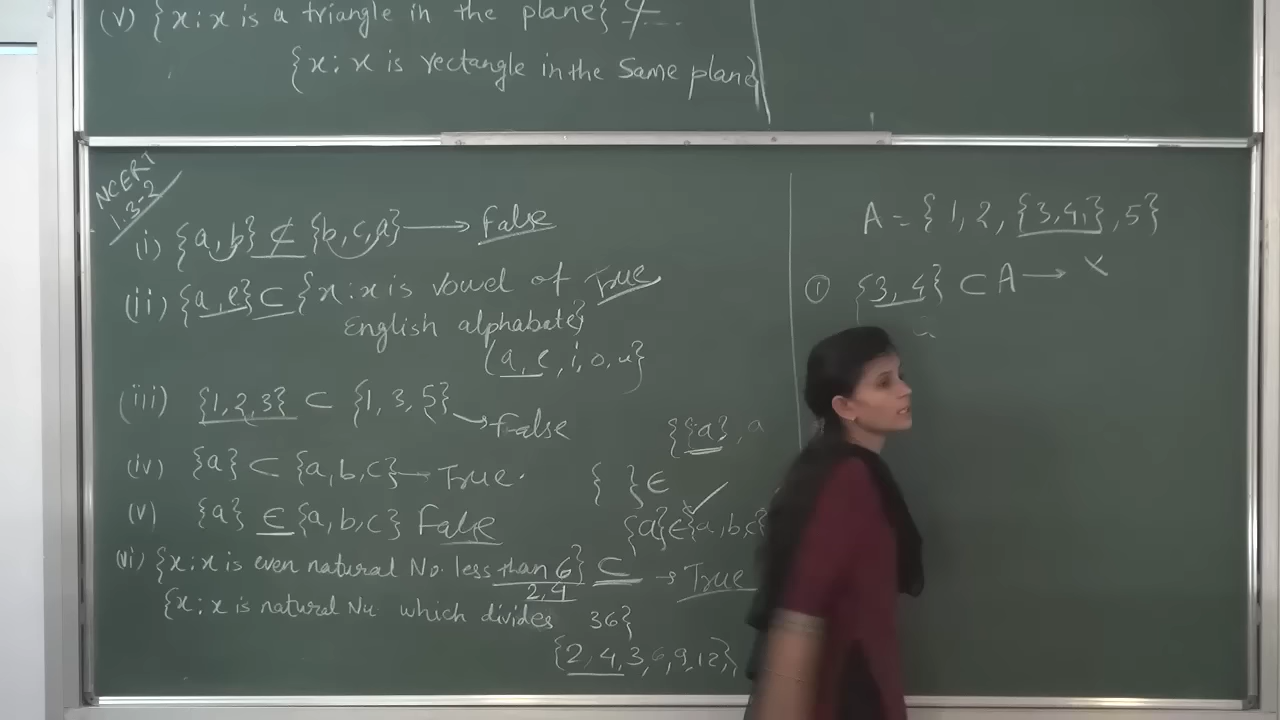 (v) {x : x is a triangle in the plane} ⊄ ....
{x : x is rectangle in the Same plane}
NCERT
1.3-2
(i) {a, b} ⊄ {b, c, a} → false
(ii) {a, e} ⊂ {x : x is vowel of True
English alphabate}
(a, e, i, o, u}
(iii) {1, 2, 3} ⊂ {1, 3, 5}
→ False
(iv) {a} ⊂ {a, b, c} — True.
(v) {a} ∈ {a, b, c} False
(vi) {x : x is even natural No. less than 6} ⊂ → True
2, 4
{x : x is natural Nu which divides 36}
{2, 4, 3, 6, 9, 12,
{{a}, a
{ } ∈
{a} ∈ {a, b, c}
A = {1, 2, {3, 4,}, 5}
① {3, 4} ⊂ A → ×
a